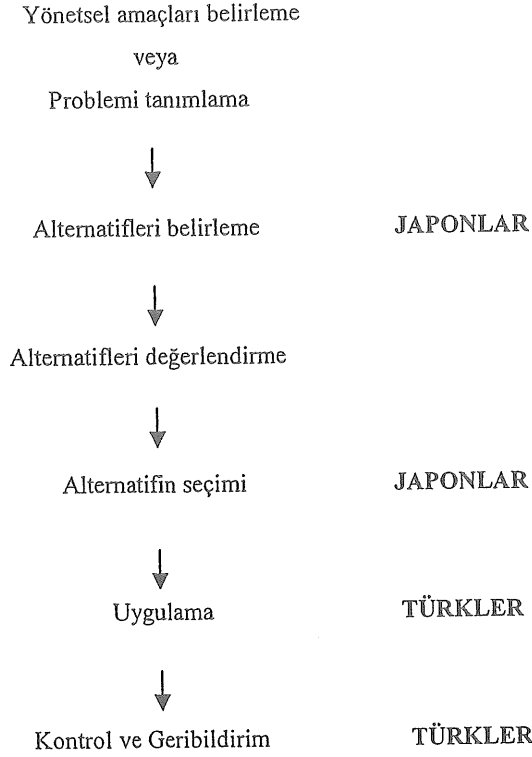 Yönetsel amaçları belirleme
veya
Problemi tanımlama
Alternatifleri belirleme JAPONLAR
Alternatifleri değerlendirme
Alternatifin seçimi JAPONLAR
Uygulama TÜRKLER
Kontrol ve Geribildirim TÜRKLER